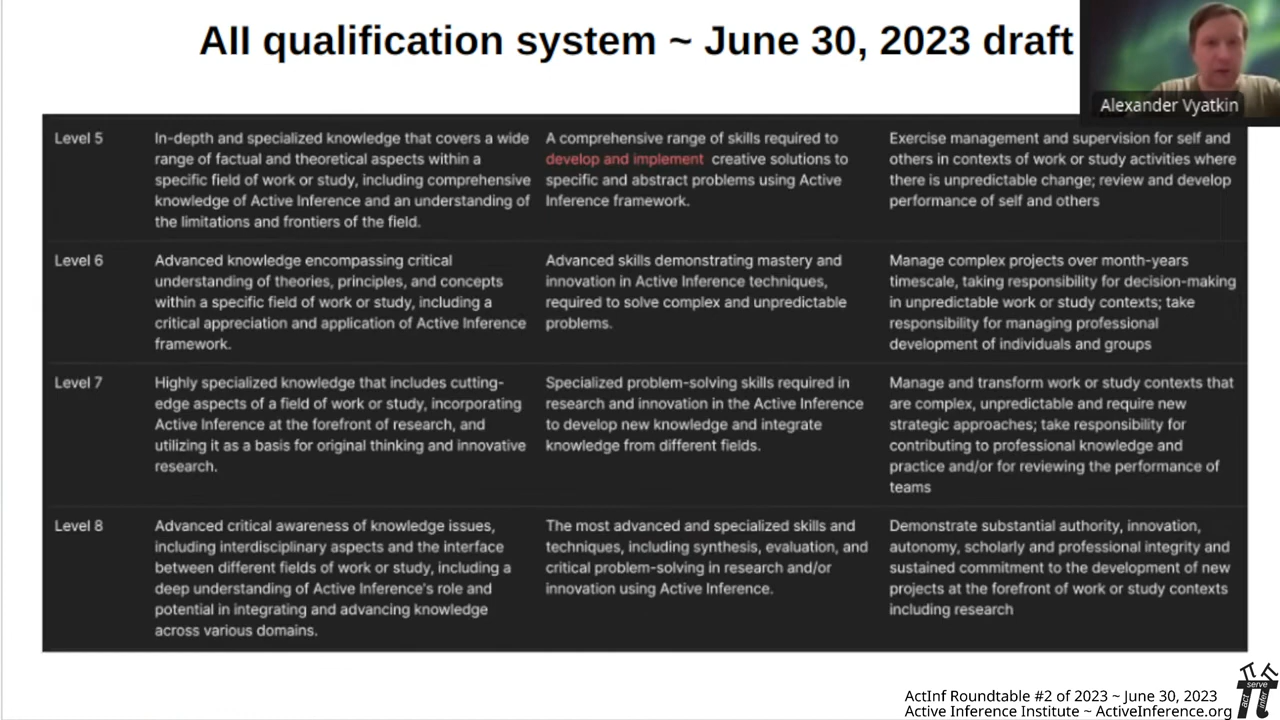 AII qualification system ~ June 30, 2023 draft
Alexander Vyatkin
Level 5
In-depth and specialized knowledge that covers a wide
range of factual and theoretical aspects within a
specific field of work or study, including comprehensive
knowledge of Active Inference and an understanding of
the limitations and frontiers of the field.
A comprehensive range of skills required to
develop and implement creative solutions to
specific and abstract problems using Active
Inference framework.
Exercise management and supervision for self and
others in contexts of work or study activities where
there is unpredictable change; review and develop
performance of self and others
Level 6
Advanced knowledge encompassing critical
understanding of theories, principles, and concepts
within a specific field of work or study, including a
critical appreciation and application of Active Inference
framework.
Advanced skills demonstrating mastery and
innovation in Active Inference techniques,
required to solve complex and unpredictable
problems.
Manage complex projects over month-years
timescale, taking responsibility for decision-making
in unpredictable work or study contexts; take
responsibility for managing professional
development of individuals and groups
Level 7
Highly specialized knowledge that includes cutting-
edge aspects of a field of work or study, incorporating
Active Inference at the forefront of research, and
utilizing it as a basis for original thinking and innovative
research.
Specialized problem-solving skills required in
research and innovation in the Active Inference
to develop new knowledge and integrate
knowledge from different fields.
Manage and transform work or study contexts that
are complex, unpredictable and require new
strategic approaches; take responsibility for
contributing to professional knowledge and
practice and/or for reviewing the performance of
teams
Level 8
Advanced critical awareness of knowledge issues,
including interdisciplinary aspects and the interface
between different fields of work or study, including a
deep understanding of Active Inference's role and
potential in integrating and advancing knowledge
across various domains.
The most advanced and specialized skills and
techniques, including synthesis, evaluation, and
critical problem-solving in research and/or
innovation using Active Inference.
Demonstrate substantial authority, innovation,
autonomy, scholarly and professional integrity and
sustained commitment to the development of new
projects at the forefront of work or study contexts
including research
ActInf Roundtable #2 of 2023 ~ June 30, 2023
Active Inference Institute ~ ActiveInference.org
serve
act
infer